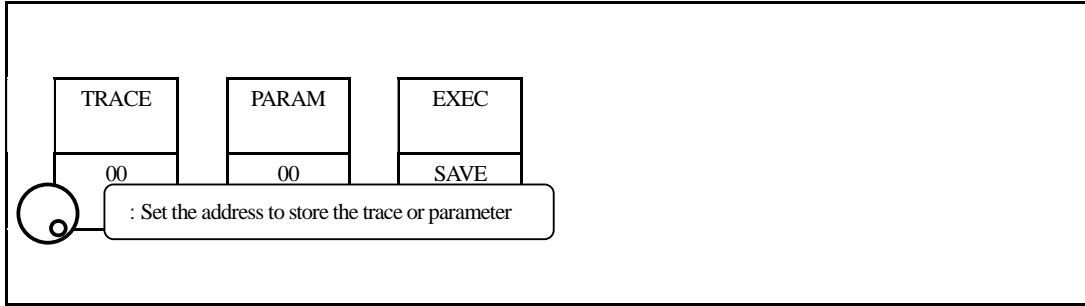 TRACE PARAM EXEC
00 00 SAVE
: Set the address to store the trace or parameter